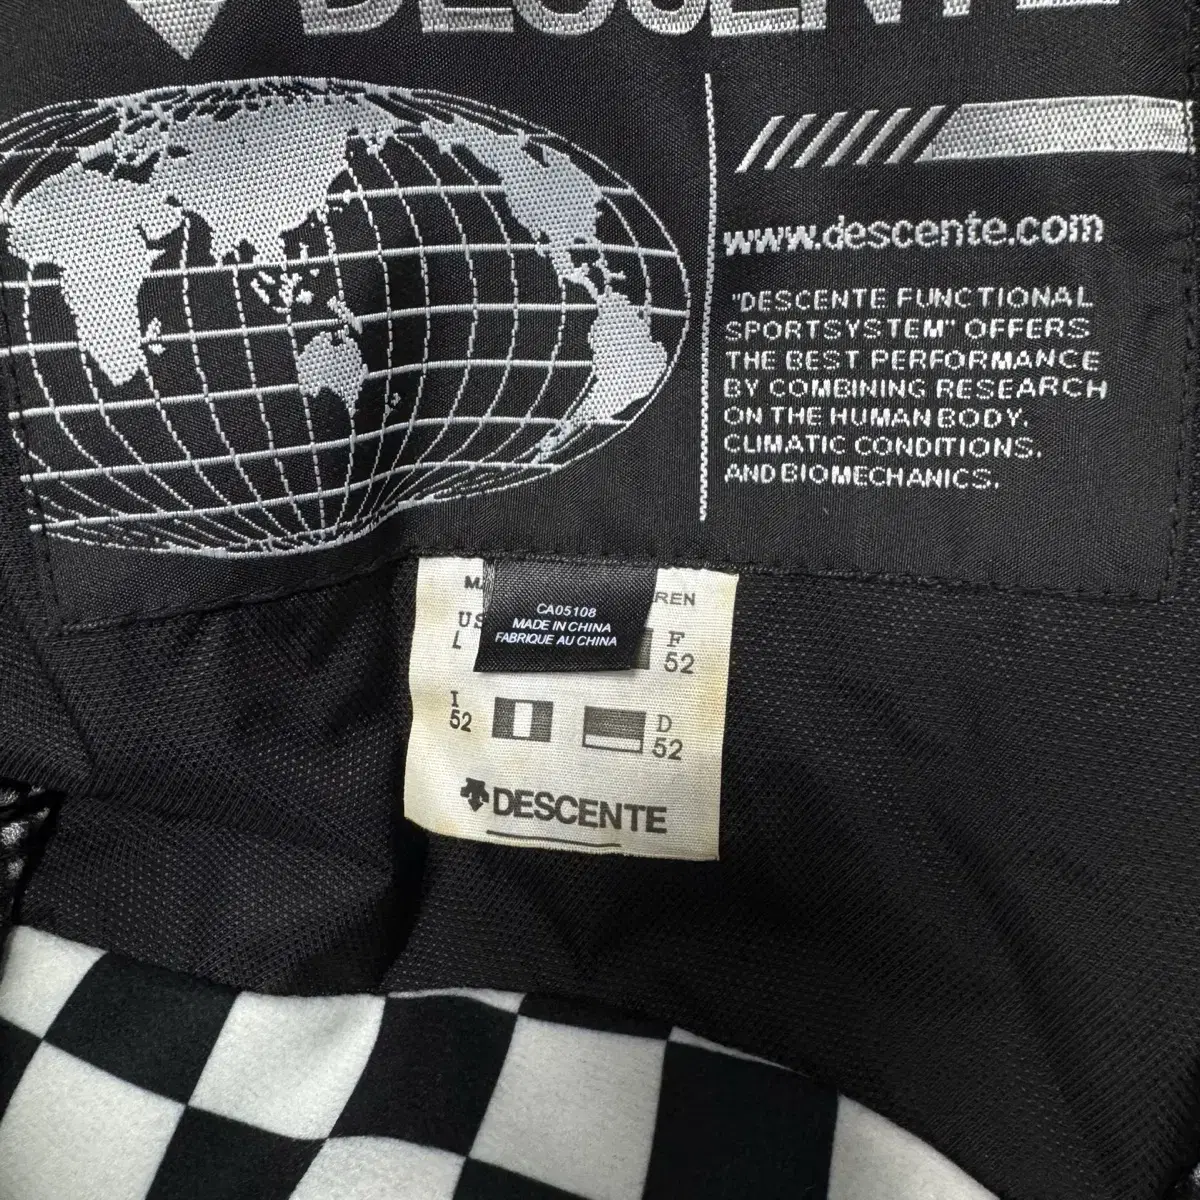 DESCENTE
www.descente.com
"DESCENTE FUNCTIONAL
SPORTSYSTEM" OFFERS
THE BEST PERFORMANCE
BY COMBINING RESEARCH
ON THE HUMAN BODY.
CLIMATIC CONDITIONS.
AND BIOMECHANICS.
CA05108
MADE IN CHINA
FABRIQUE AU CHINA
US
L
F
52
I
52
D
52
DESCENTE